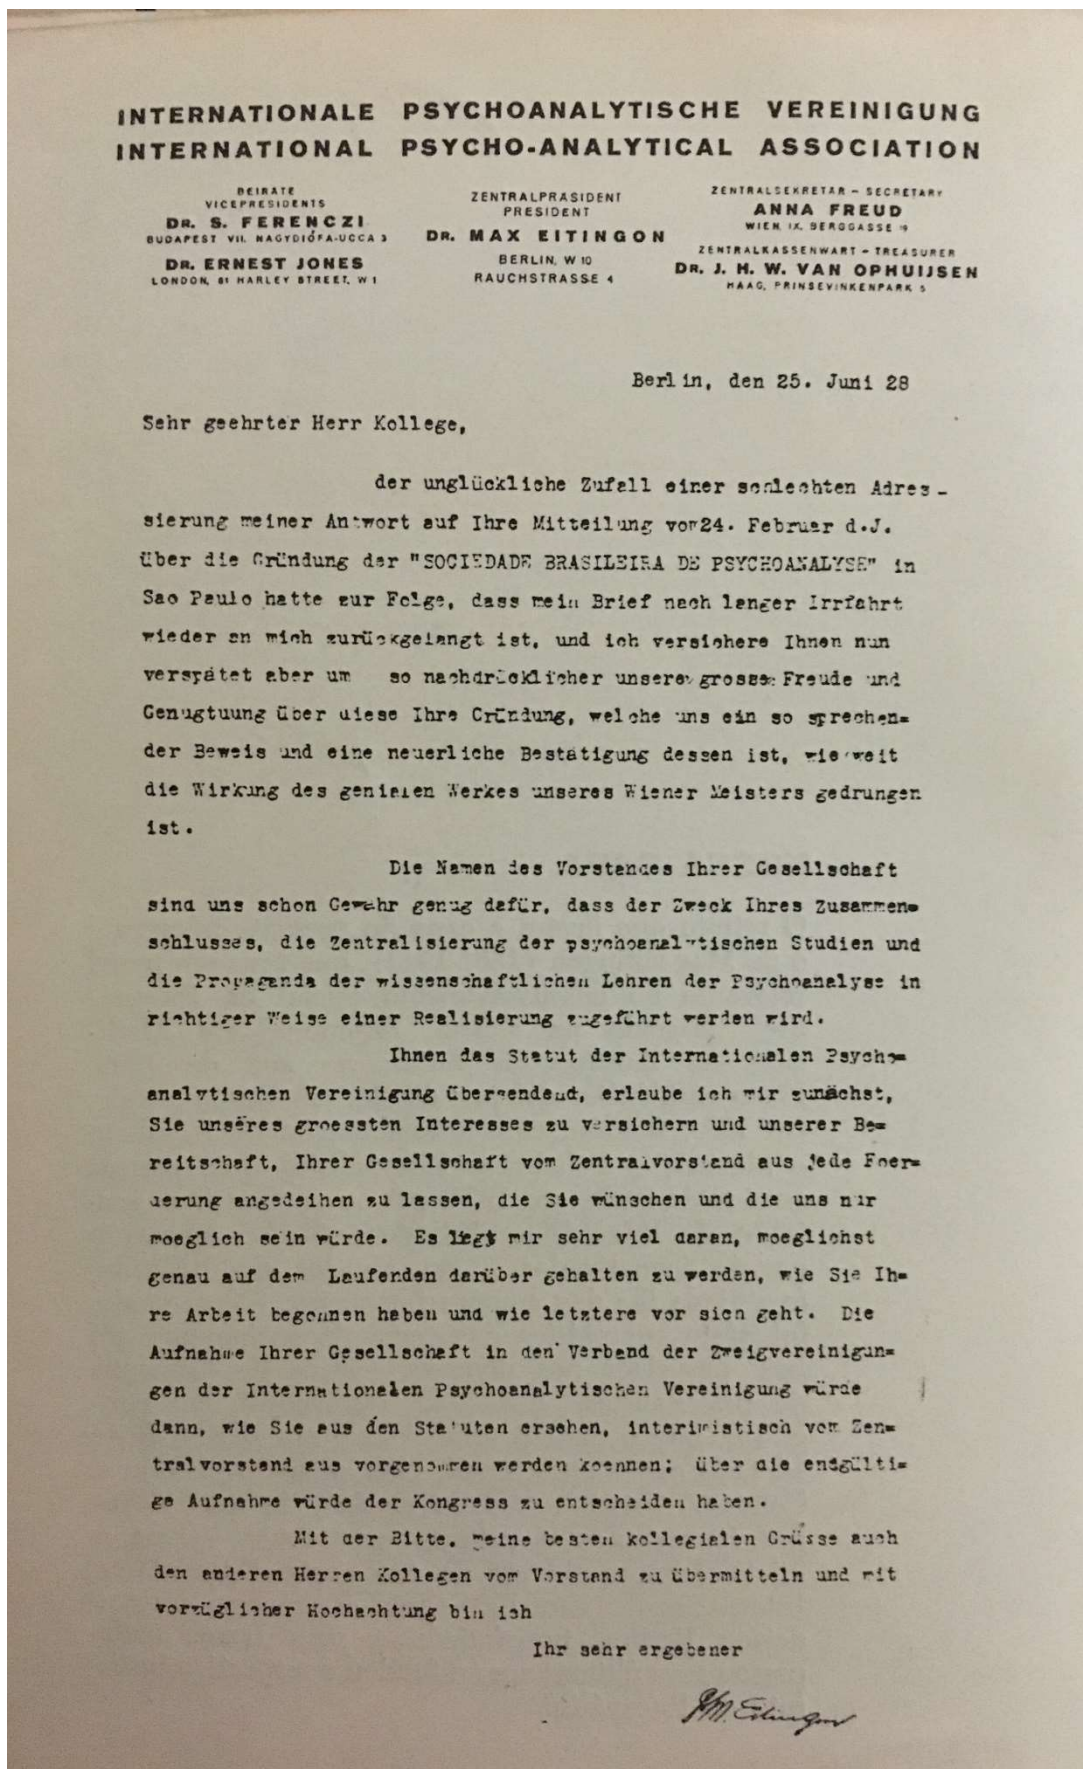 INTERNATIONALE PSYCHOANALYTISCHE VEREINIGUNG
INTERNATIONAL PSYCHO-ANALYTICAL ASSOCIATION
BEIRATE
VICEPRESIDENTS
DR. S. FERENCZI
BUDAPEST VII. NAGYDIÓFA-UCCA 3
DR. ERNEST JONES
LONDON, 81 HARLEY STREET, W 1
ZENTRALPRASIDENT
PRESIDENT
DR. MAX EITINGON
BERLIN, W 10
RAUCHSTRASSE 4
ZENTRALSEKRETAR – SECRETARY
ANNA FREUD
WIEN, IX, BERGGASSE 19
ZENTRALKASSENWART – TREASURER
DR. J. H. W. VAN OPHUIJSEN
HAAG, PRINSEVINKENPARK 5
Berlin, den 25. Juni 28
Sehr geehrter Herr Kollege,
der unglückliche Zufall einer schlechten Adres-
sierung meiner Antwort auf Ihre Mitteilung vom 24. Februar d.J.
über die Gründung der "SOCIEDADE BRASILEIRA DE PSYCHOANALYSE" in
Sao Paulo hatte zur Folge, dass mein Brief nach langer Irrfahrt
wieder an mich zurückgelangt ist, und ich versichere Ihnen nun
verspätet aber um so nachdrücklicher unsere grosse Freude und
Genugtuung über diese Ihre Gründung, welche uns ein so sprechen=
der Beweis und eine neuerliche Bestätigung dessen ist, wie weit
die Wirkung des genialen Werkes unseres Wiener Meisters gedrungen
ist.
Die Namen des Vorstandes Ihrer Gesellschaft
sind uns schon Gewähr genug dafür, dass der Zweck Ihres Zusammen=
schlusses, die Zentralisierung der psychoanalytischen Studien und
die Propaganda der wissenschaftlichen Lehren der Psychoanalyse in
richtiger Weise einer Realisierung zugeführt werden wird.
Ihnen das Statut der Internationalen Psycho=
analytischen Vereinigung übersendend, erlaube ich mir zunächst,
Sie unseres groessten Interesses zu versichern und unserer Be=
reitschaft, Ihrer Gesellschaft vom Zentralvorstand aus jede Foer=
derung angedeihen zu lassen, die Sie wünschen und die uns nur
moeglich sein würde. Es liegt mir sehr viel daran, moeglichst
genau auf dem Laufenden darüber gehalten zu werden, wie Sie Ih=
re Arbeit begonnen haben und wie letztere vor sich geht. Die
Aufnahme Ihrer Gesellschaft in den Verband der Zweigvereinigun=
gen der Internationalen Psychoanalytischen Vereinigung würde
dann, wie Sie aus den Statuten ersehen, interimistisch vom Zen=
tralvorstand aus vorgenommen werden koennen; über die endgülti=
ge Aufnahme würde der Kongress zu entscheiden haben.
Mit der Bitte, meine besten kollegialen Grüsse auch
den anderen Herren Kollegen vom Vorstand zu übermitteln und mit
vorzüglicher Hochachtung bin ich
Ihr sehr ergebener
M. Eitingon